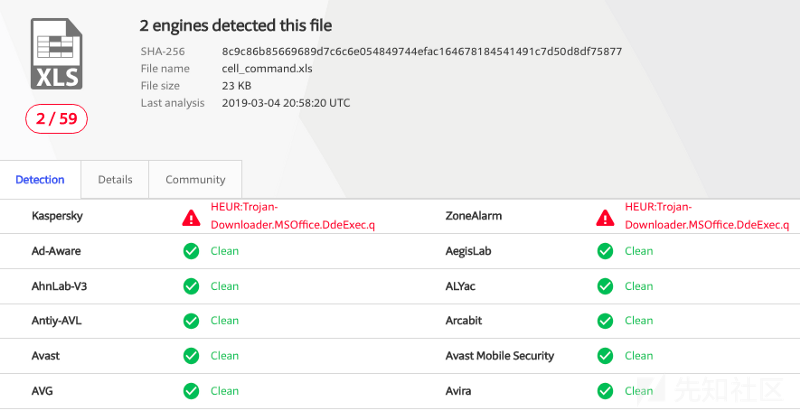 2 engines detected this file
SHA-256 8c9c86b85669689d7c6c6e054849744efac164678184541491c7d50d8df75877
File name cell_command.xls
File size 23 KB
Last analysis 2019-03-04 20:58:20 UTC
XLS
2 / 59
Detection Details Community
Kaspersky HEUR:Trojan-Downloader.MSOffice.DdeExec.q ZoneAlarm HEUR:Trojan-Downloader.MSOffice.DdeExec.q
Ad-Aware Clean AegisLab Clean
AhnLab-V3 Clean ALYac Clean
Antiy-AVL Clean Arcabit Clean
Avast Clean Avast Mobile Security Clean
AVG Clean Avira Clean
先知社区